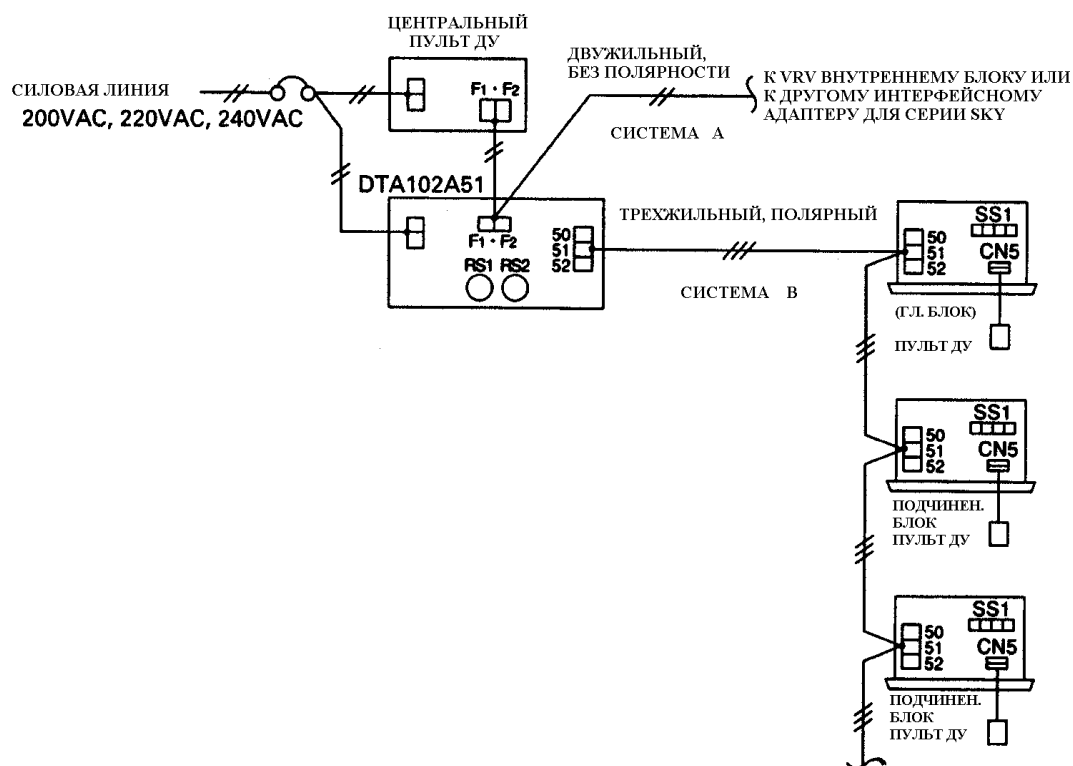 ЦЕНТРАЛЬНЫЙ
ПУЛЬТ ДУ
ДВУЖИЛЬНЫЙ,
БЕЗ ПОЛЯРНОСТИ
СИЛОВАЯ ЛИНИЯ
200VAC, 220VAC, 240VAC
F1 · F2
К VRV ВНУТРЕННЕМУ БЛОКУ ИЛИ
К ДРУГОМУ ИНТЕРФЕЙСНОМУ
АДАПТЕРУ ДЛЯ СЕРИИ SKY
СИСТЕМА A
DTA102A51
F1 · F2
RS1 RS2
50
51
52
ТРЕХЖИЛЬНЫЙ, ПОЛЯРНЫЙ
СИСТЕМА B
50
51
52
SS1
CN5
(ГЛ. БЛОК)
ПУЛЬТ ДУ
50
51
52
SS1
CN5
ПОДЧИНЕН.
БЛОК
ПУЛЬТ ДУ
50
51
52
SS1
CN5
ПОДЧИНЕН.
БЛОК
ПУЛЬТ ДУ